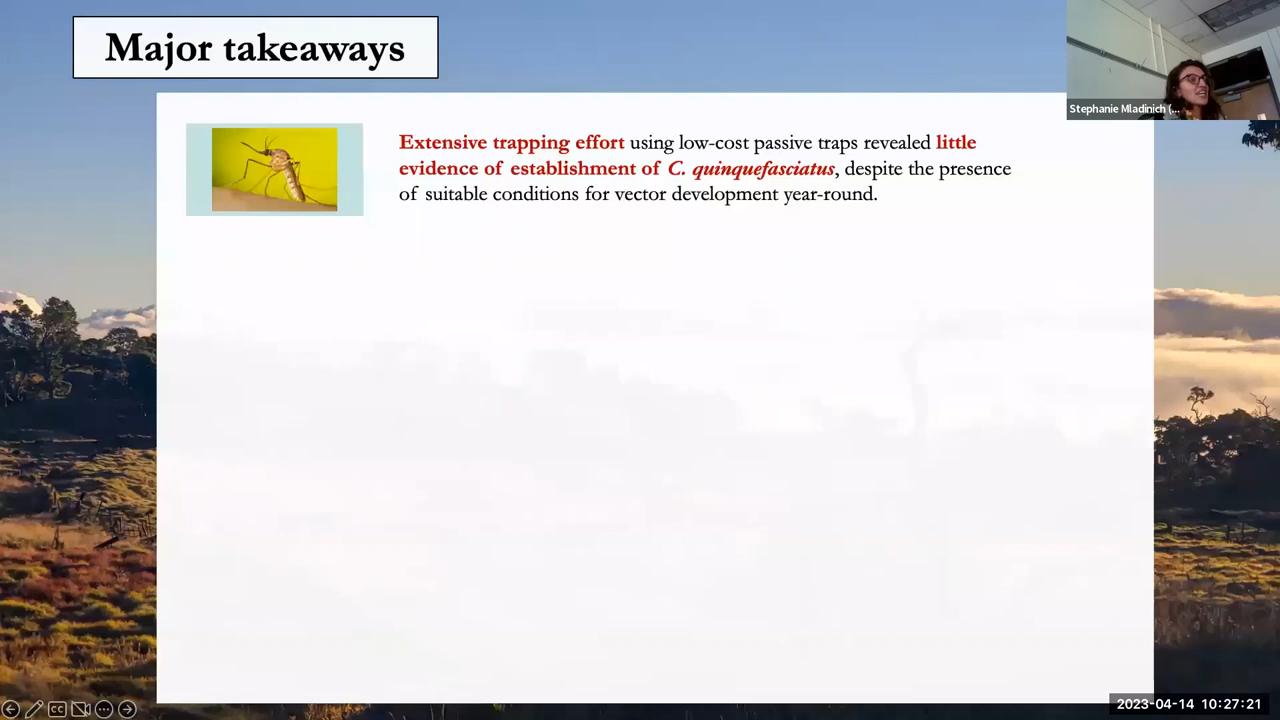 Major takeaways
Stephanie Mladinich (...
Extensive trapping effort using low-cost passive traps revealed little
evidence of establishment of C. quinquefasciatus, despite the presence
of suitable conditions for vector development year-round.
CC
2023-04-14 10:27:21